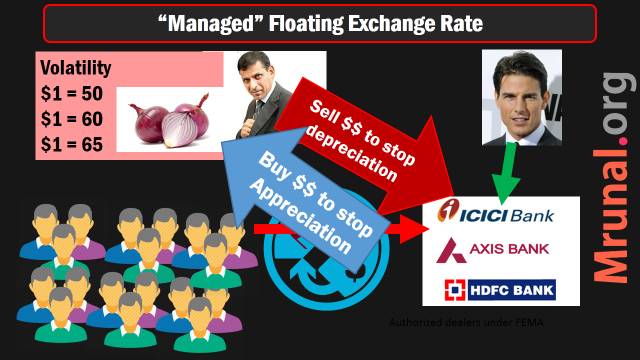 “Managed” Floating Exchange Rate
Volatility
$1 = 50
$1 = 60
$1 = 65
Sell $$ to stop
depreciation
Buy $$ to stop
Appreciation
ICICI Bank
AXIS BANK
HDFC BANK
Authorized dealers under FEMA
Mrunal.org